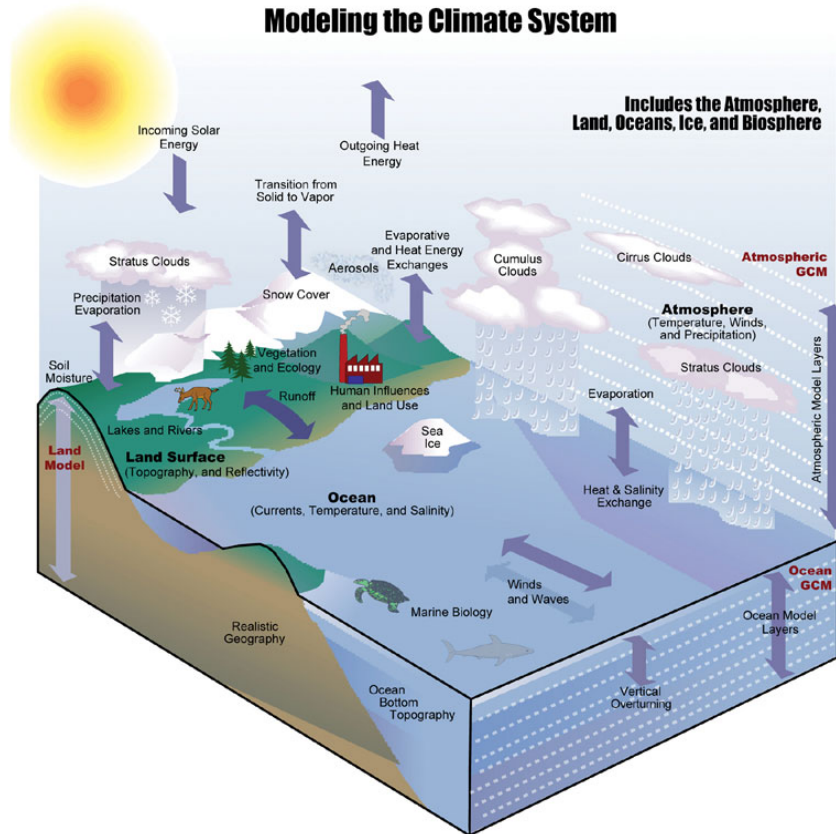 Modeling the Climate System
Includes the Atmosphere,
Land, Oceans, Ice, and Biosphere
Incoming Solar
Energy
Outgoing Heat
Energy
Transition from
Solid to Vapor
Evaporative
and Heat Energy
Exchanges
Stratus Clouds
Aerosols
Cumulus
Clouds
Cirrus Clouds
Atmospheric
GCM
Snow Cover
Precipitation
Evaporation
Atmosphere
(Temperature, Winds,
and Precipitation)
Vegetation
and Ecology
Soil
Moisture
Stratus Clouds
Human Influences
and Land Use
Runoff
Evaporation
Atmospheric Model Layers
Lakes and Rivers
Sea
Ice
Land
Model
Land Surface
(Topography, and Reflectivity)
Heat & Salinity
Exchange
Ocean
(Currents, Temperature, and Salinity)
Ocean
GCM
Winds
and Waves
Marine Biology
Ocean Model
Layers
Realistic
Geography
Ocean
Bottom
Topography
Vertical
Overturning